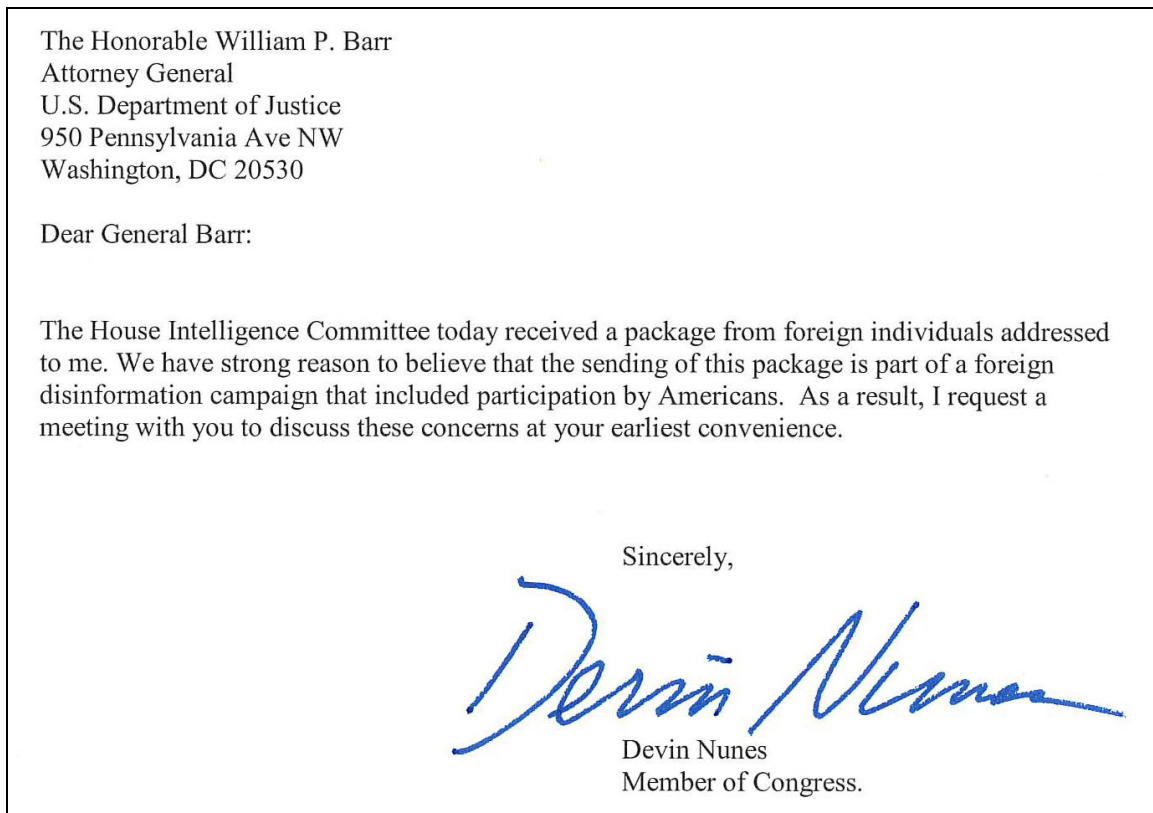 The Honorable William P. Barr
Attorney General
U.S. Department of Justice
950 Pennsylvania Ave NW
Washington, DC 20530
Dear General Barr:
The House Intelligence Committee today received a package from foreign individuals addressed
to me. We have strong reason to believe that the sending of this package is part of a foreign
disinformation campaign that included participation by Americans.  As a result, I request a
meeting with you to discuss these concerns at your earliest convenience.
Sincerely,
Devin Nunes
Devin Nunes
Member of Congress.